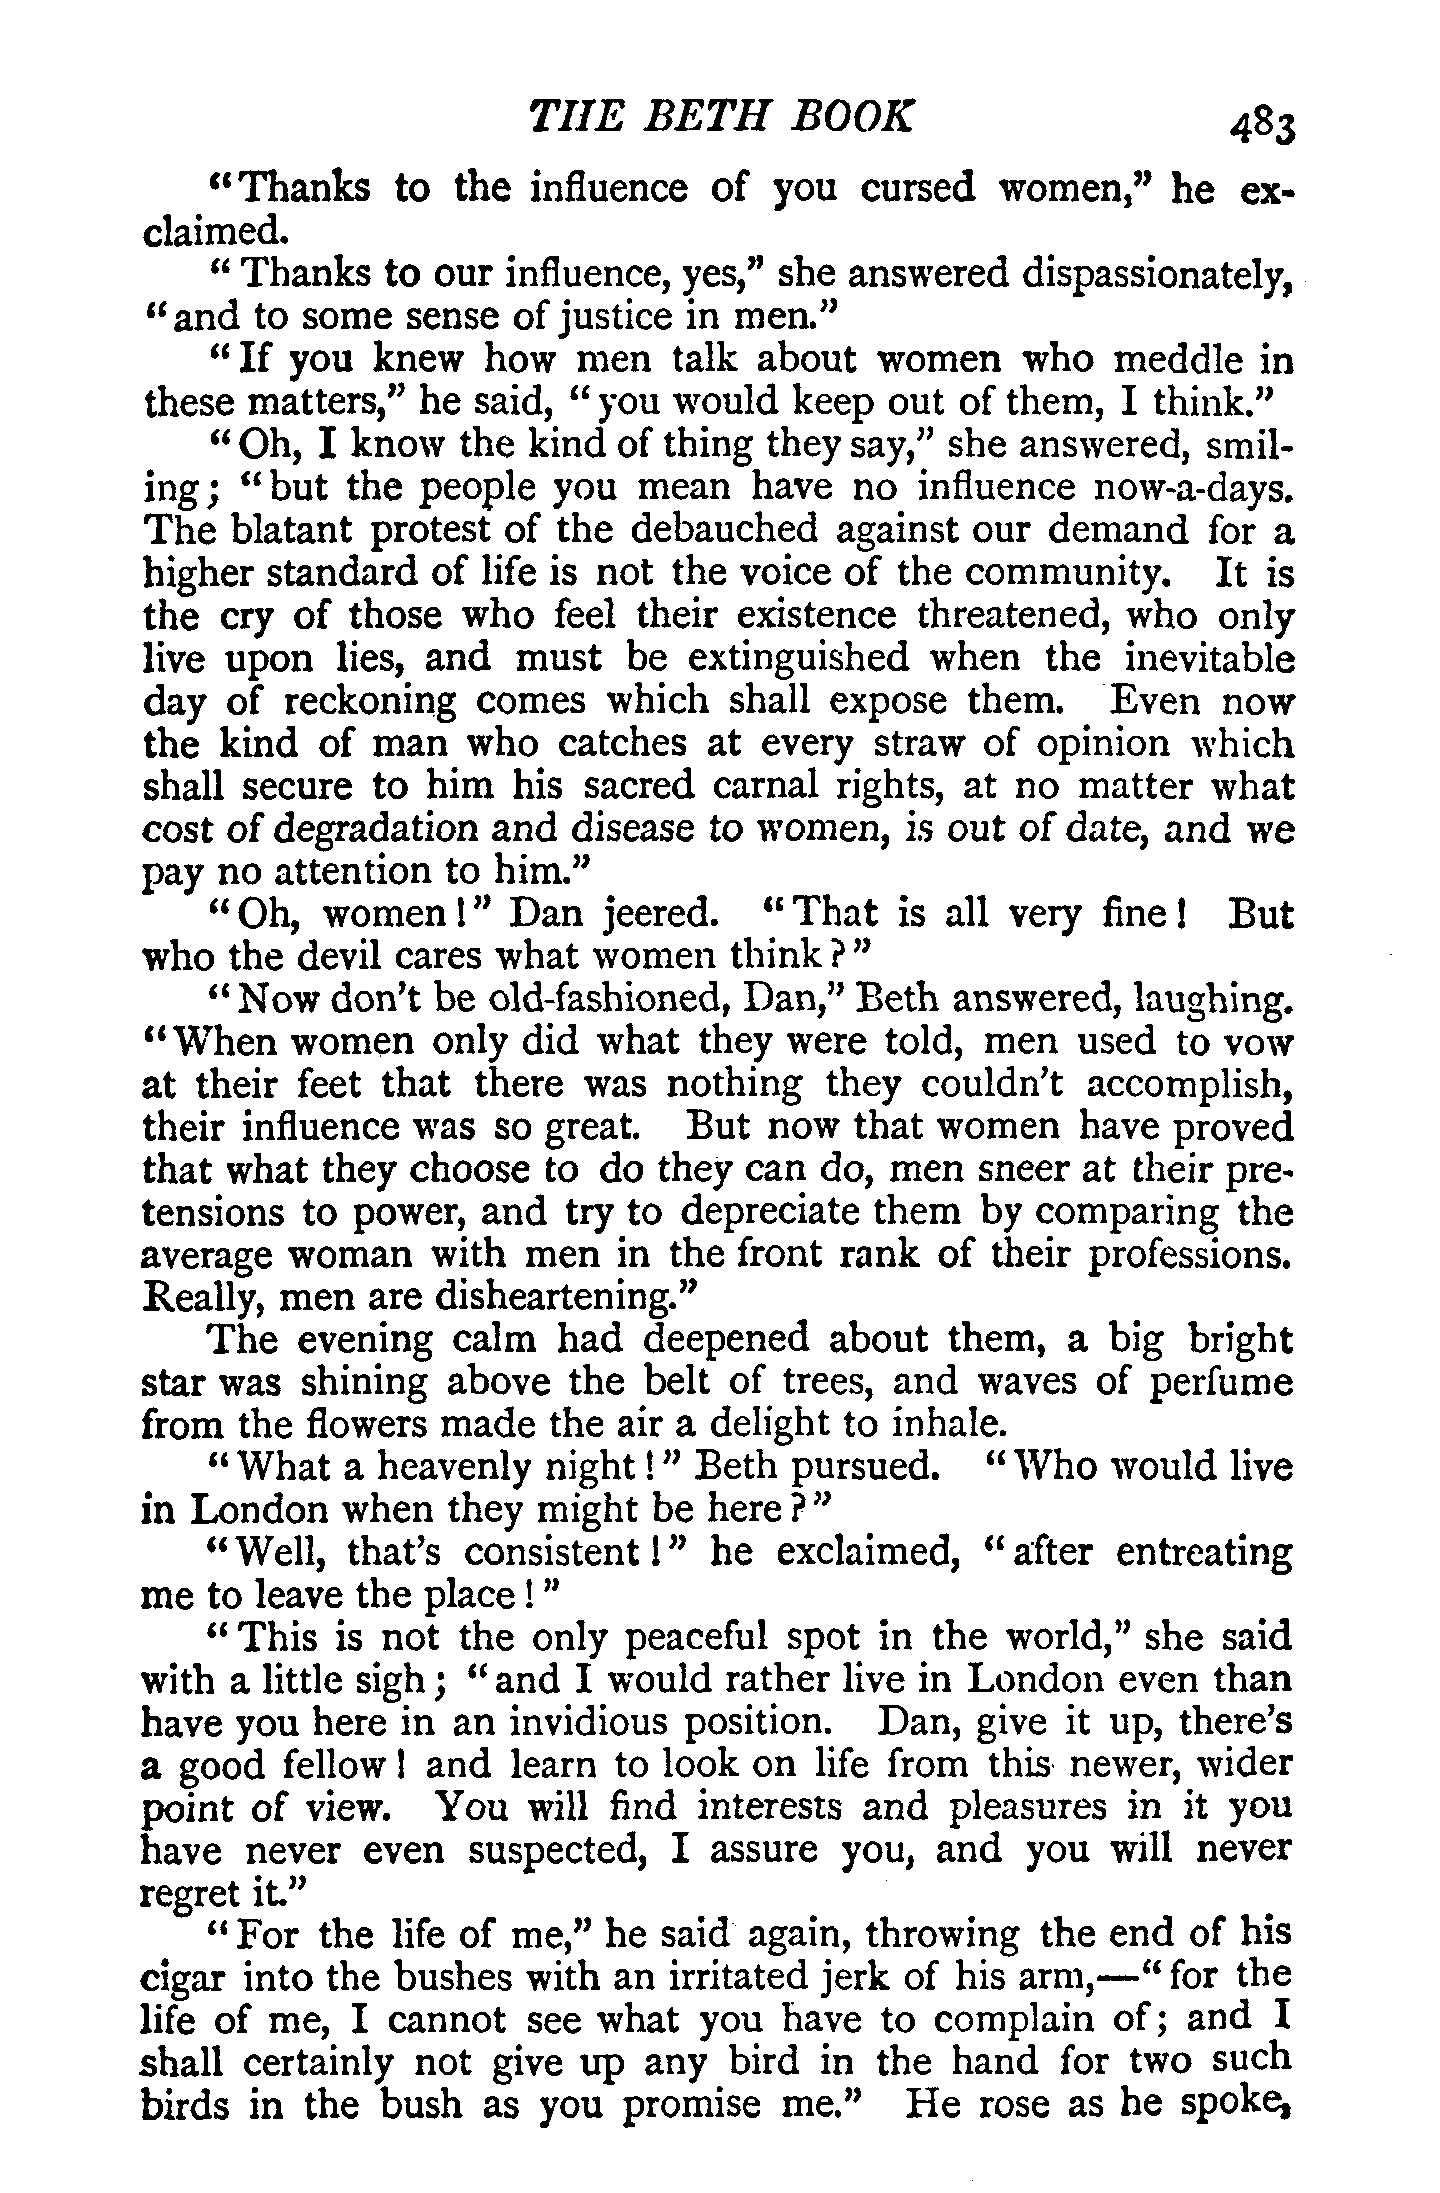 THE BETH BOOK 483
"Thanks to the influence of you cursed women," he ex-
claimed.
"Thanks to our influence, yes," she answered dispassionately,
"and to some sense of justice in men."
"If you knew how men talk about women who meddle in
these matters," he said, "you would keep out of them, I think."
"Oh, I know the kind of thing they say," she answered, smil-
ing; "but the people you mean have no influence now-a-days.
The blatant protest of the debauched against our demand for a
higher standard of life is not the voice of the community. It is
the cry of those who feel their existence threatened, who only
live upon lies, and must be extinguished when the inevitable
day of reckoning comes which shall expose them. Even now
the kind of man who catches at every straw of opinion which
shall secure to him his sacred carnal rights, at no matter what
cost of degradation and disease to women, is out of date, and we
pay no attention to him."
"Oh, women!" Dan jeered. "That is all very fine! But
who the devil cares what women think?"
"Now don't be old-fashioned, Dan," Beth answered, laughing.
"When women only did what they were told, men used to vow
at their feet that there was nothing they couldn't accomplish,
their influence was so great. But now that women have proved
that what they choose to do they can do, men sneer at their pre-
tensions to power, and try to depreciate them by comparing the
average woman with men in the front rank of their professions.
Really, men are disheartening."
The evening calm had deepened about them, a big bright
star was shining above the belt of trees, and waves of perfume
from the flowers made the air a delight to inhale.
"What a heavenly night!" Beth pursued. "Who would live
in London when they might be here?"
"Well, that's consistent!" he exclaimed, "after entreating
me to leave the place!"
"This is not the only peaceful spot in the world," she said
with a little sigh; "and I would rather live in London even than
have you here in an invidious position. Dan, give it up, there's
a good fellow! and learn to look on life from this newer, wider
point of view. You will find interests and pleasures in it you
have never even suspected, I assure you, and you will never
regret it."
"For the life of me," he said again, throwing the end of his
cigar into the bushes with an irritated jerk of his arm,—"for the
life of me, I cannot see what you have to complain of; and I
shall certainly not give up any bird in the hand for two such
birds in the bush as you promise me." He rose as he spoke,